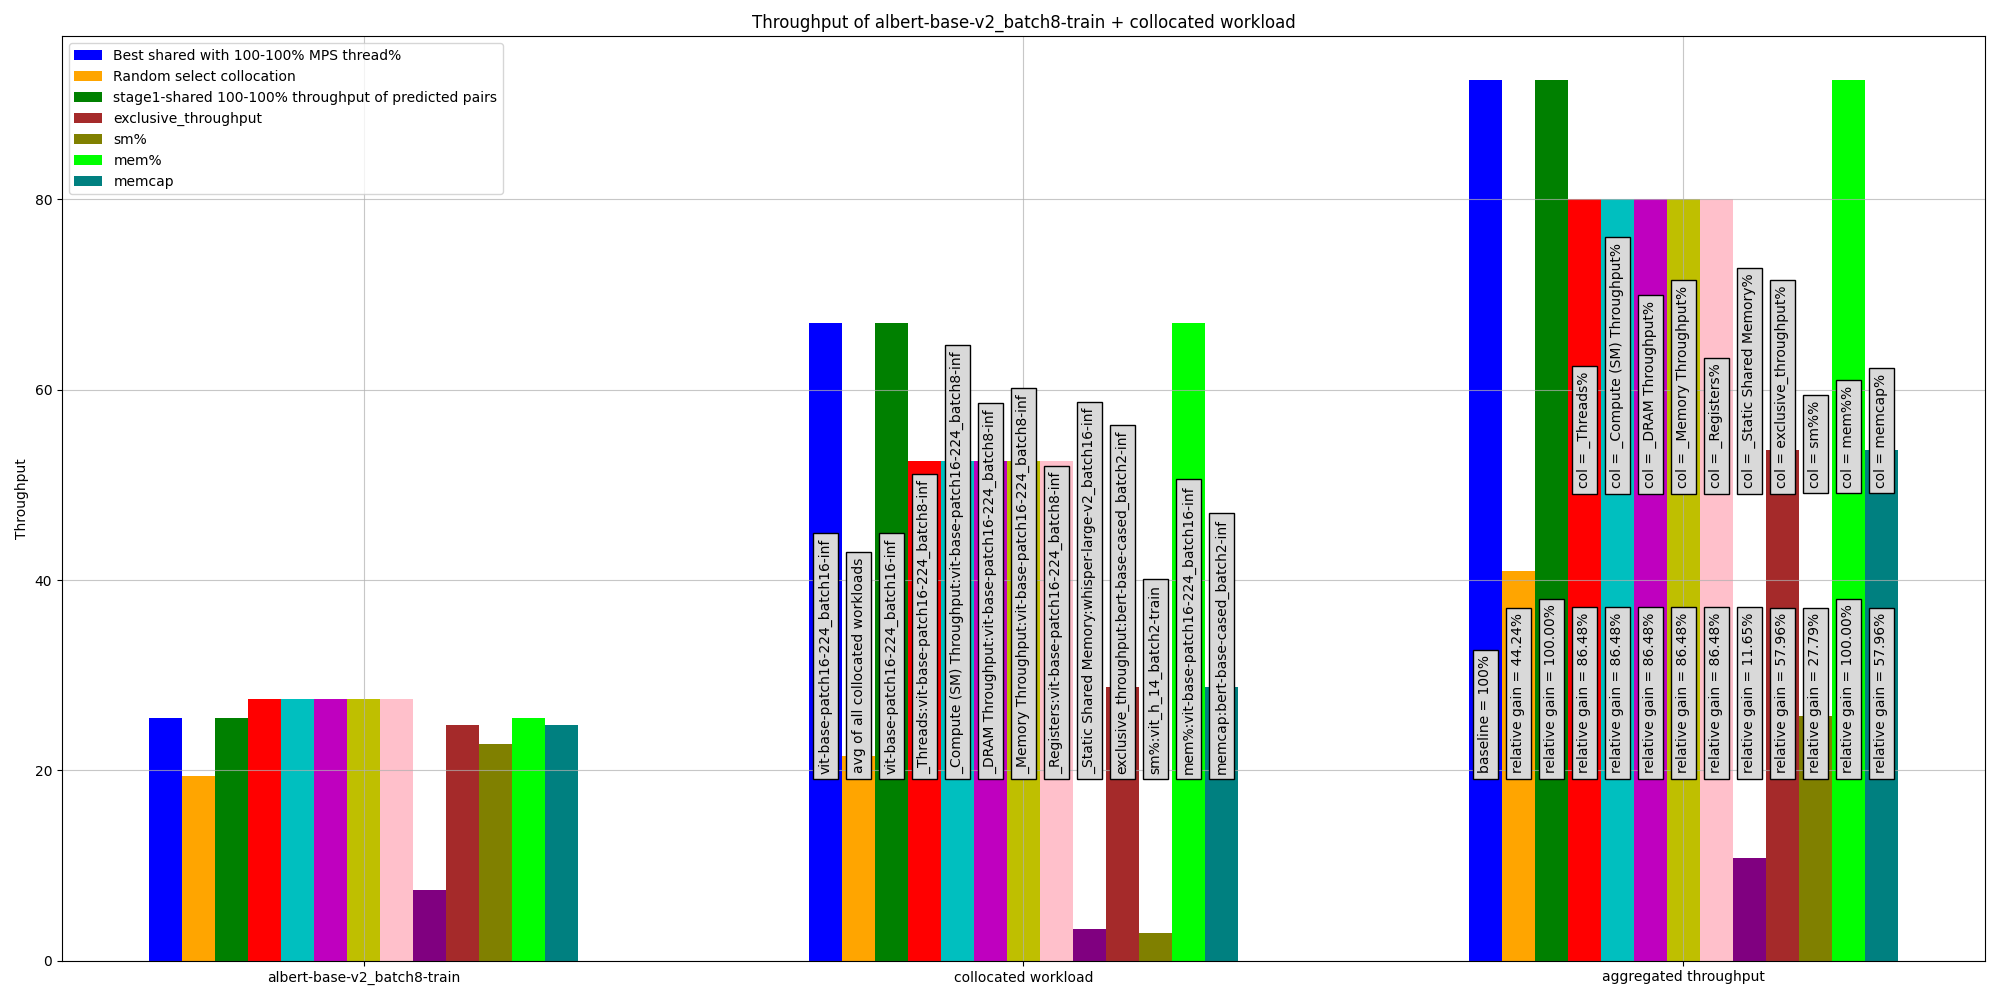 Throughput of albert-base-v2_batch8-train + collocated workload
Best shared with 100-100% MPS thread%
Random select collocation
stage1-shared 100-100% throughput of predicted pairs
exclusive_throughput
sm%
mem%
memcap
Throughput
80
60
40
20
0
vit-base-patch16-224_batch16-inf
avg of all collocated workloads
vit-base-patch16-224_batch16-inf
_Threads:vit-base-patch16-224_batch8-inf
_Compute (SM) Throughput:vit-base-patch16-224_batch8-inf
_DRAM Throughput:vit-base-patch16-224_batch8-inf
_Memory Throughput:vit-base-patch16-224_batch8-inf
_Registers:vit-base-patch16-224_batch8-inf
_Static Shared Memory:whisper-large-v2_batch16-inf
exclusive_throughput:bert-base-cased_batch2-inf
sm%:vit_h_14_batch2-train
mem%:vit-base-patch16-224_batch16-inf
memcap:bert-base-cased_batch2-inf
col = _Threads%
col = _Compute (SM) Throughput%
col = _DRAM Throughput%
col = _Memory Throughput%
col = _Registers%
col = _Static Shared Memory%
col = exclusive_throughput%
col = sm%%
col = mem%%
col = memcap%
baseline = 100%
relative gain = 44.24%
relative gain = 100.00%
relative gain = 86.48%
relative gain = 86.48%
relative gain = 86.48%
relative gain = 86.48%
relative gain = 86.48%
relative gain = 11.65%
relative gain = 57.96%
relative gain = 27.79%
relative gain = 100.00%
relative gain = 57.96%
albert-base-v2_batch8-train
collocated workload
aggregated throughput